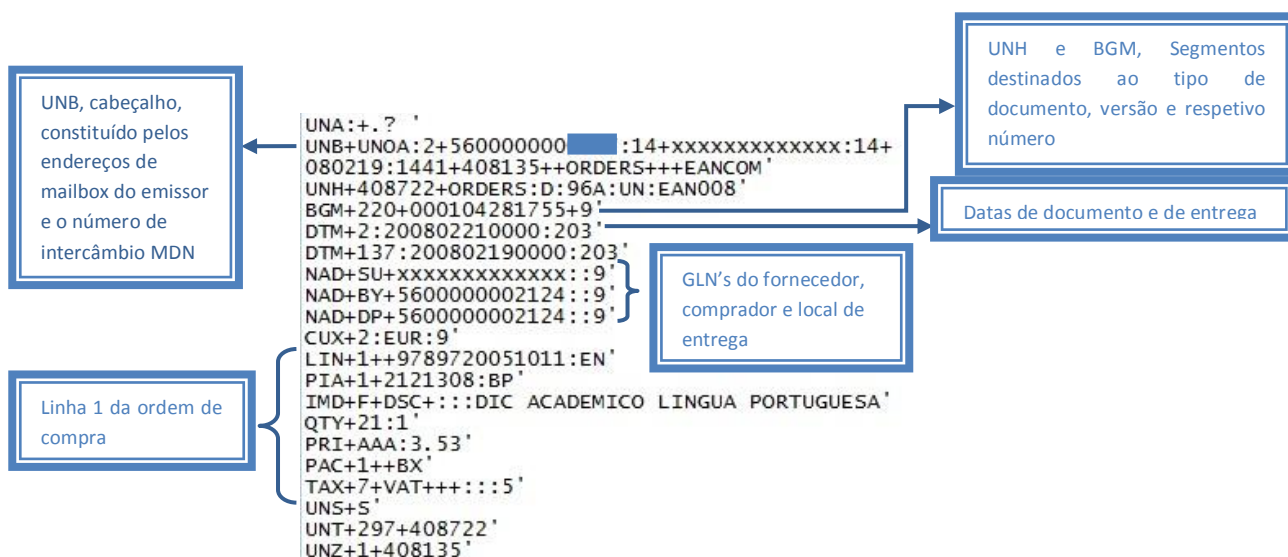 UNB, cabeçalho,
constituído pelos
endereços de
mailbox do emissor
e o número de
intercâmbio MDN
UNH e BGM, Segmentos
destinados ao tipo de
documento, versão e respetivo
número
Datas de documento e de entrega
GLN's do fornecedor,
comprador e local de
entrega
Linha 1 da ordem de
compra
UNA:+.? '
UNB+UNOA:2+560000000 :14+xxxxxxxxxxxxx:14+
080219:1441+408135++ORDERS+++EANCOM'
UNH+408722+ORDERS:D:96A:UN:EAN008'
BGM+220+000104281755+9'
DTM+2:200802210000:203'
DTM+137:200802190000:203'
NAD+SU+xxxxxxxxxxxxx::9'
NAD+BY+5600000002124::9'
NAD+DP+5600000002124::9'
CUX+2:EUR:9'
LIN+1++9789720051011:EN'
PIA+1+2121308:BP'
IMD+F+DSC+:::DIC ACADEMICO LINGUA PORTUGUESA'
QTY+21:1'
PRI+AAA:3.53'
PAC+1++BX'
TAX+7+VAT+++:::5'
UNS+S'
UNT+297+408722'
UNZ+1+408135'